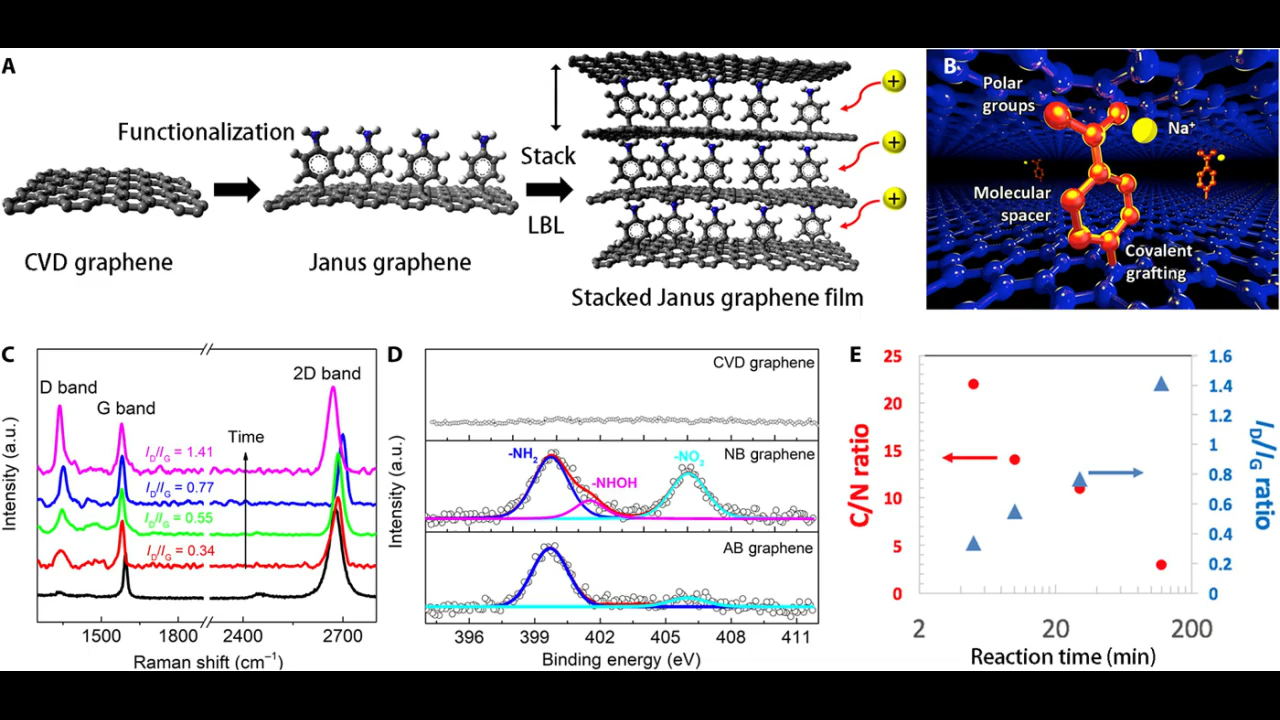 A
Functionalization
Stack
LBL
CVD graphene
Janus graphene
Stacked Janus graphene film
+
+
+
B
Polar
groups
Na⁺
Molecular
spacer
Covalent
grafting
C
D band
G band
2D band
Time
I_D/I_G = 1.41
I_D/I_G = 0.77
I_D/I_G = 0.55
I_D/I_G = 0.34
Intensity (a.u.)
1500 1800 2400 2700
Raman shift (cm⁻¹)
D
CVD graphene
NB graphene
-NH₂
-NHOH
-NO₂
AB graphene
Intensity (a.u.)
396 399 402 405 408 411
Binding energy (eV)
E
25
20
15
10
5
0
C/N ratio
1.6
1.4
1.2
1
0.8
0.6
0.4
0.2
0
I_D/I_G ratio
2 20 200
Reaction time (min)